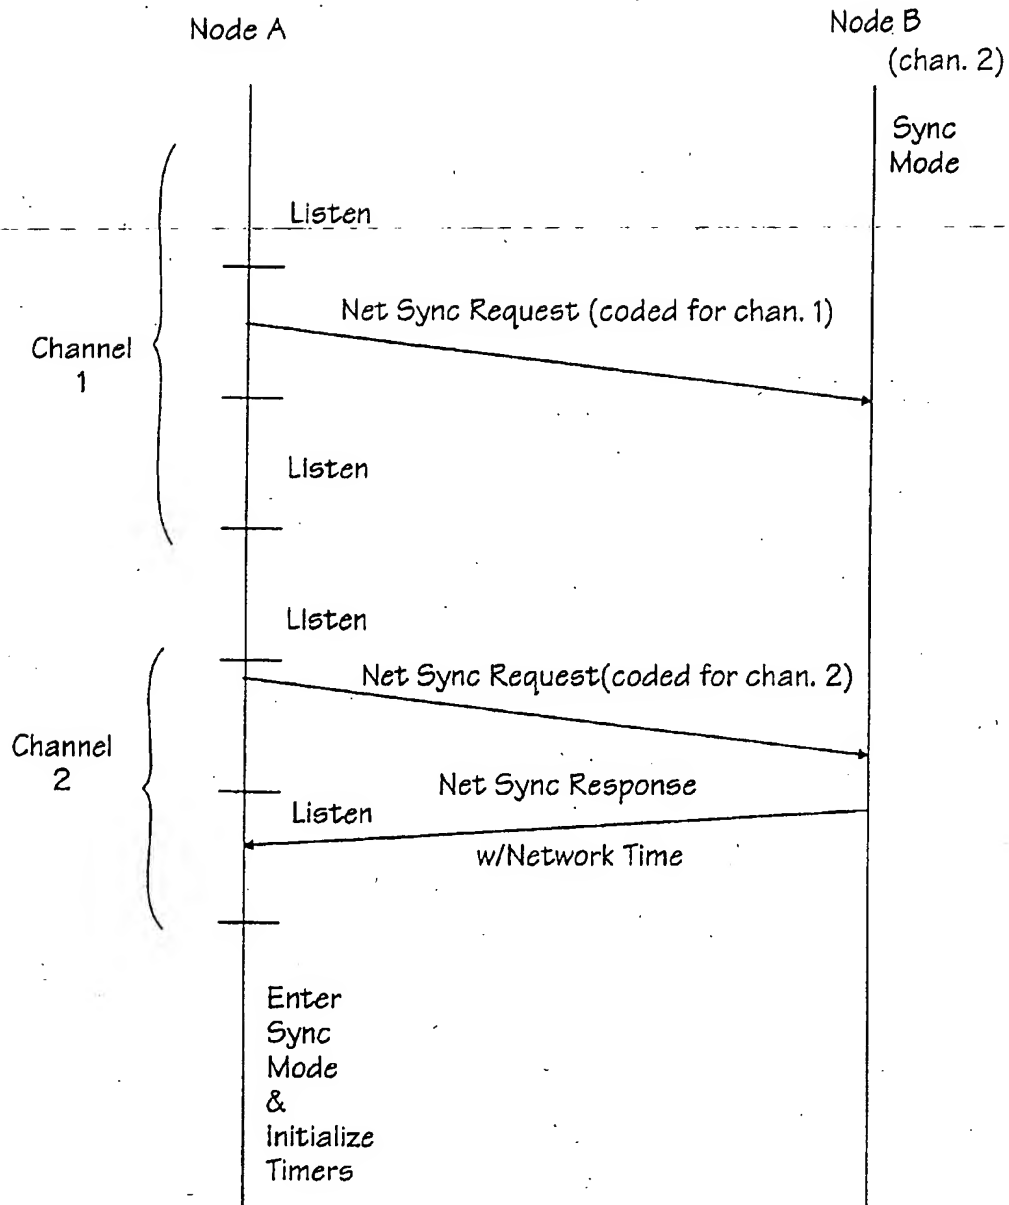 Node A
Node B
(chan. 2)
Sync
Mode
Listen
Net Sync Request (coded for chan. 1)
Channel
1
Listen
Listen
Net Sync Request(coded for chan. 2)
Channel
2
Net Sync Response
Listen
w/Network Time
Enter
Sync
Mode
&
Initialize
Timers